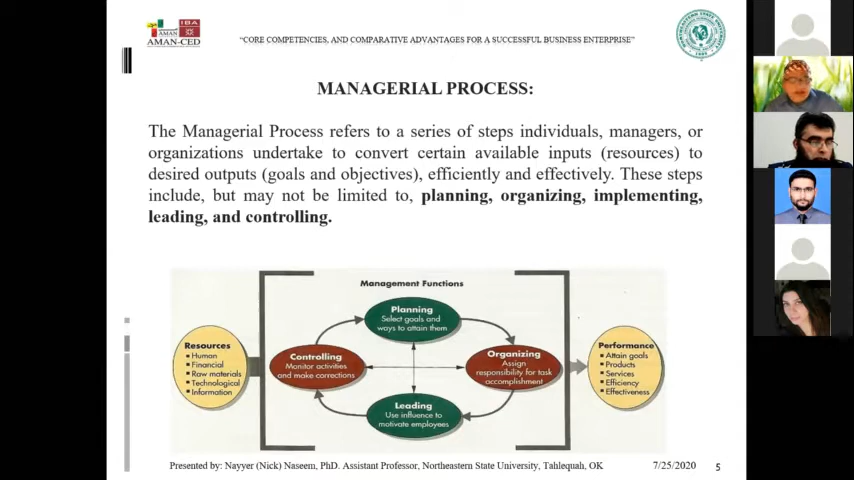 AMAN
IBA
AMAN-CED
“CORE COMPETENCIES, AND COMPARATIVE ADVANTAGES FOR A SUCCESSFUL BUSINESS ENTERPRISE”
MANAGERIAL PROCESS:
The Managerial Process refers to a series of steps individuals, managers, or
organizations undertake to convert certain available inputs (resources) to
desired outputs (goals and objectives), efficiently and effectively. These steps
include, but may not be limited to, planning, organizing, implementing,
leading, and controlling.
Management Functions
Planning
Select goals and
ways to attain them
Resources
▪ Human
▪ Financial
▪ Raw materials
▪ Technological
▪ Information
Controlling
Monitor activities
and make corrections
Organizing
Assign
responsibility for task
accomplishment
Performance
▪ Attain goals
▪ Products
▪ Services
▪ Efficiency
▪ Effectiveness
Leading
Use influence to
motivate employees
Presented by: Nayyer (Nick) Naseem, PhD. Assistant Professor, Northeastern State University, Tahlequah, OK
7/25/2020
5